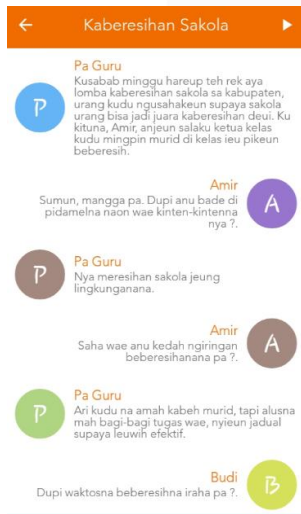 Kaberesihan Sakola
P
Pa Guru
Kusabab minggu hareup teh rek aya
lomba kaberesihan sakola sa kabupaten,
urang kudu ngusahakeun supaya sakola
urang bisa jadi juara kaberesihan deui. Ku
kituna, Amir, anjeun salaku ketua kelas
kudu mingpin murid di kelas ieu pikeun
beberesih.
Amir
Sumun, mangga pa. Dupi anu bade di
pidamelna naon wae kinten-kintenna
nya ?.
A
P
Pa Guru
Nya meresihan sakola jeung
lingkunganana.
Amir
Saha wae anu kedah ngiringan
beberesihanana pa ?.
A
P
Pa Guru
Ari kudu na amah kabeh murid, tapi alusna
mah bagi-bagi tugas wae, nyieun jadual
supaya leuwih efektif.
Budi
Dupi waktosna beberesihna iraha pa ?.
B